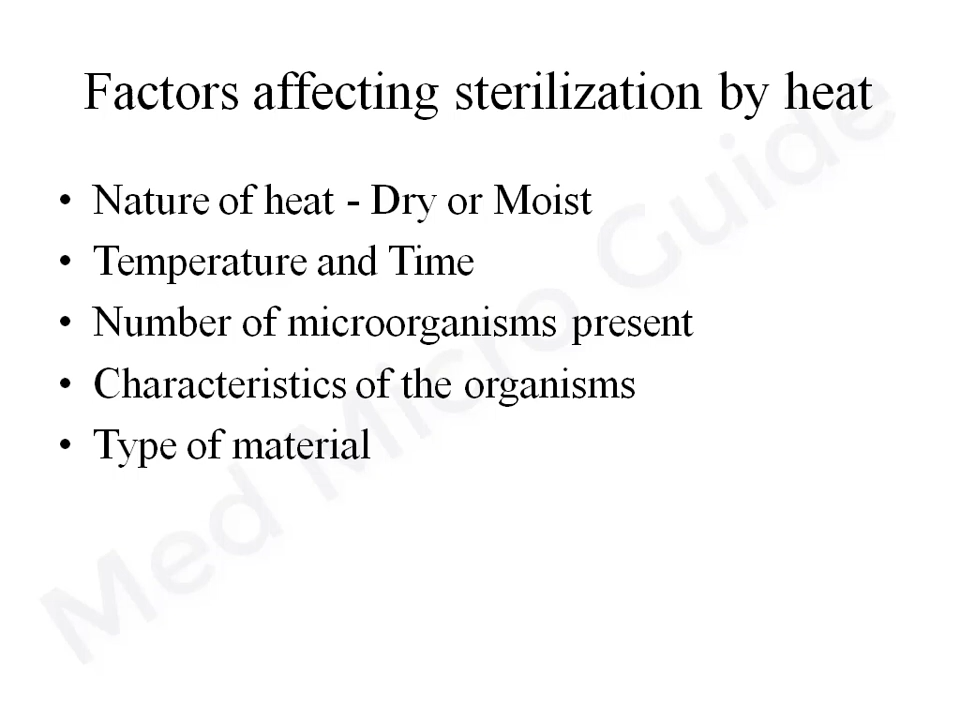 Factors affecting sterilization by heat
• Nature of heat - Dry or Moist
• Temperature and Time
• Number of microorganisms present
• Characteristics of the organisms
• Type of material
Med Micro Guide